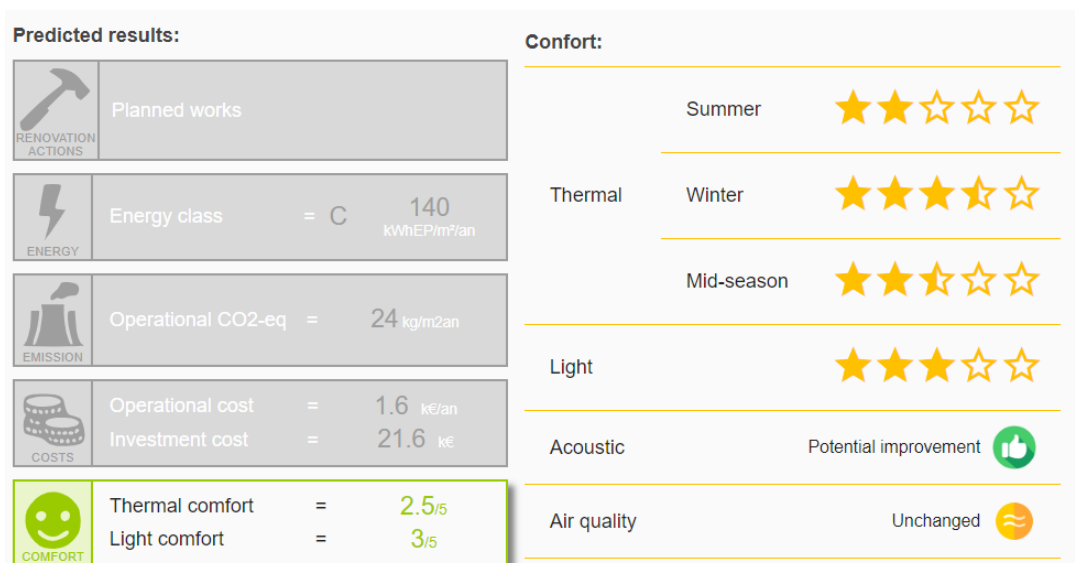 Predicted results:
RENOVATION
ACTIONS
Planned works
ENERGY
Energy class = C 140
kWhEP/m²/an
EMISSION
Operational CO2-eq = 24 kg/m2an
COSTS
Operational cost = 1.6 k€/an
Investment cost = 21.6 k€
COMFORT
Thermal comfort = 2.5/5
Light comfort = 3/5
Confort:
Thermal
Summer
Winter
Mid-season
Light
Acoustic Potential improvement
Air quality Unchanged